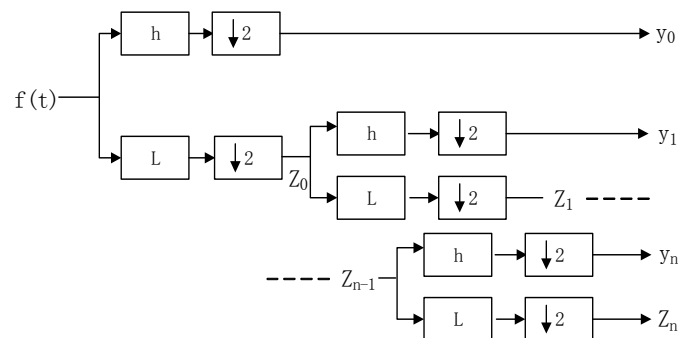 h ↓2 y₀
f(t)
L ↓2 Z₀ h ↓2 y₁
L ↓2 Z₁
Zₙ₋₁ h ↓2 yₙ
L ↓2 Zₙ